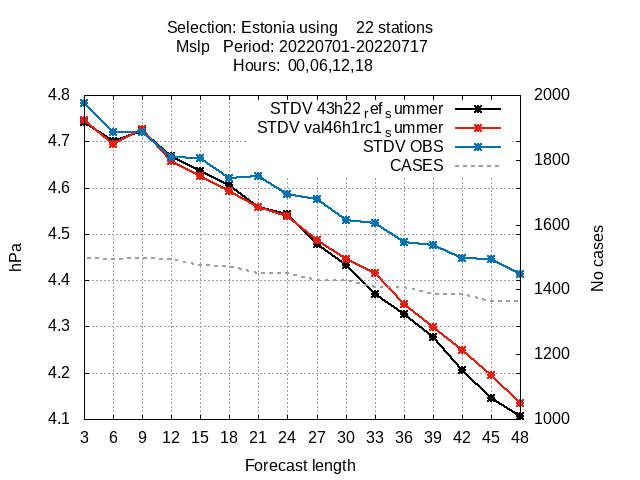 Selection: Estonia using    22 stations
Mslp   Period: 20220701-20220717
Hours:  00,06,12,18
STDV 43h22ref_summer
STDV val46h1rc1summer
STDV OBS
CASES
4.8
4.7
4.6
4.5
4.4
4.3
4.2
4.1
hPa
2000
1800
1600
1400
1200
1000
No cases
3 6 9 12 15 18 21 24 27 30 33 36 39 42 45 48
Forecast length